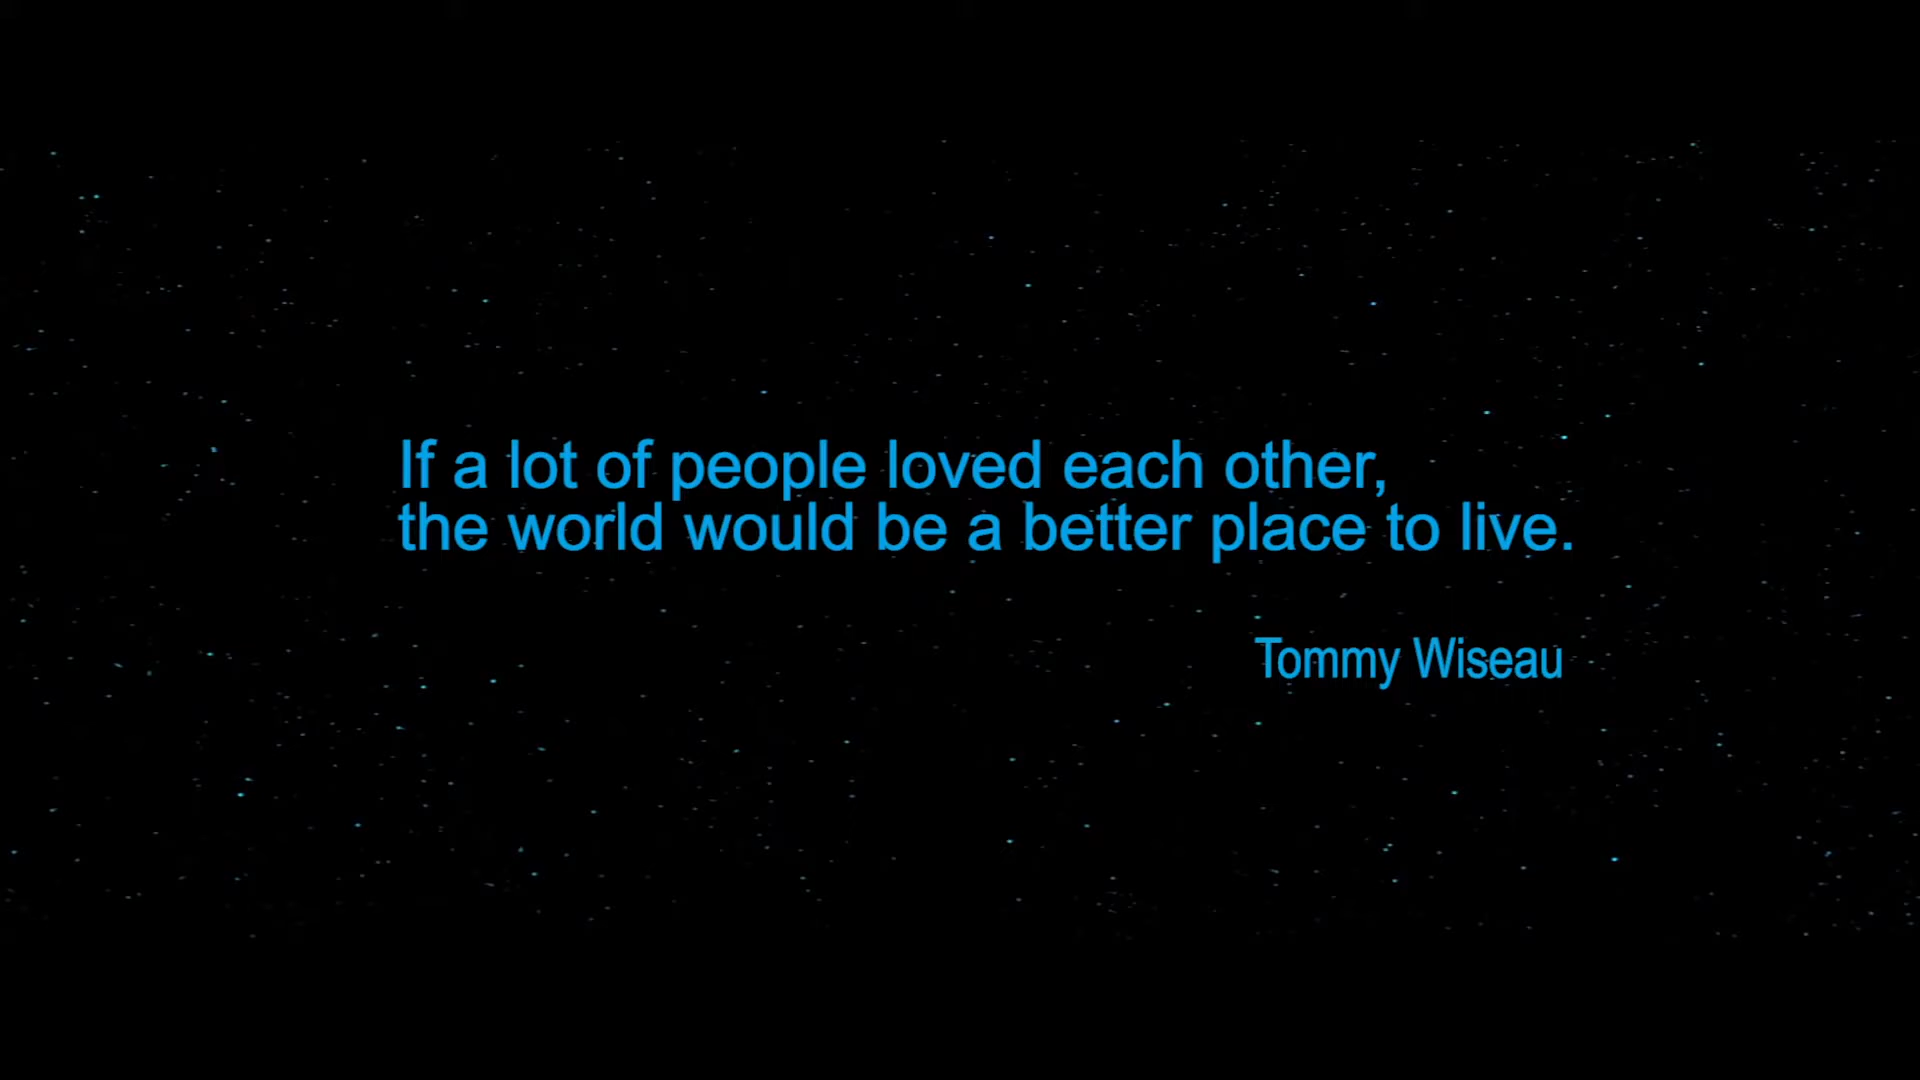 If a lot of people loved each other,
the world would be a better place to live.
Tommy Wiseau